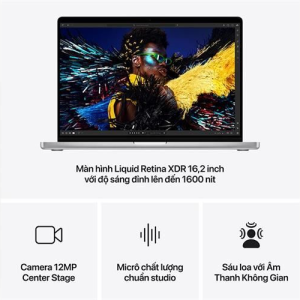 Màn hình Liquid Retina XDR 16,2 inch
với độ sáng đỉnh lên đến 1600 nit
Camera 12MP
Center Stage
Micrô chất lượng
chuẩn studio
Sáu loa với Âm
Thanh Không Gian